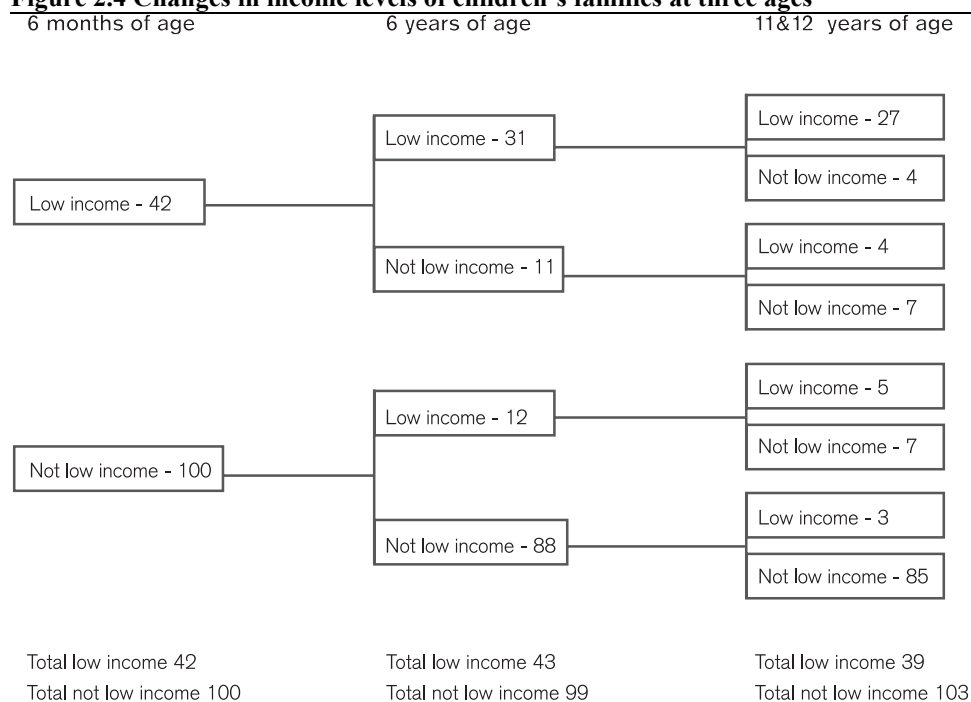 Figure 2.4 Changes in income levels of children's families at three ages
6 months of age
6 years of age
11&12 years of age
Low income - 42
Low income - 31
Low income - 27
Not low income - 4
Not low income - 11
Low income - 4
Not low income - 7
Not low income - 100
Low income - 12
Low income - 5
Not low income - 7
Not low income - 88
Low income - 3
Not low income - 85
Total low income 42
Total not low income 100
Total low income 43
Total not low income 99
Total low income 39
Total not low income 103